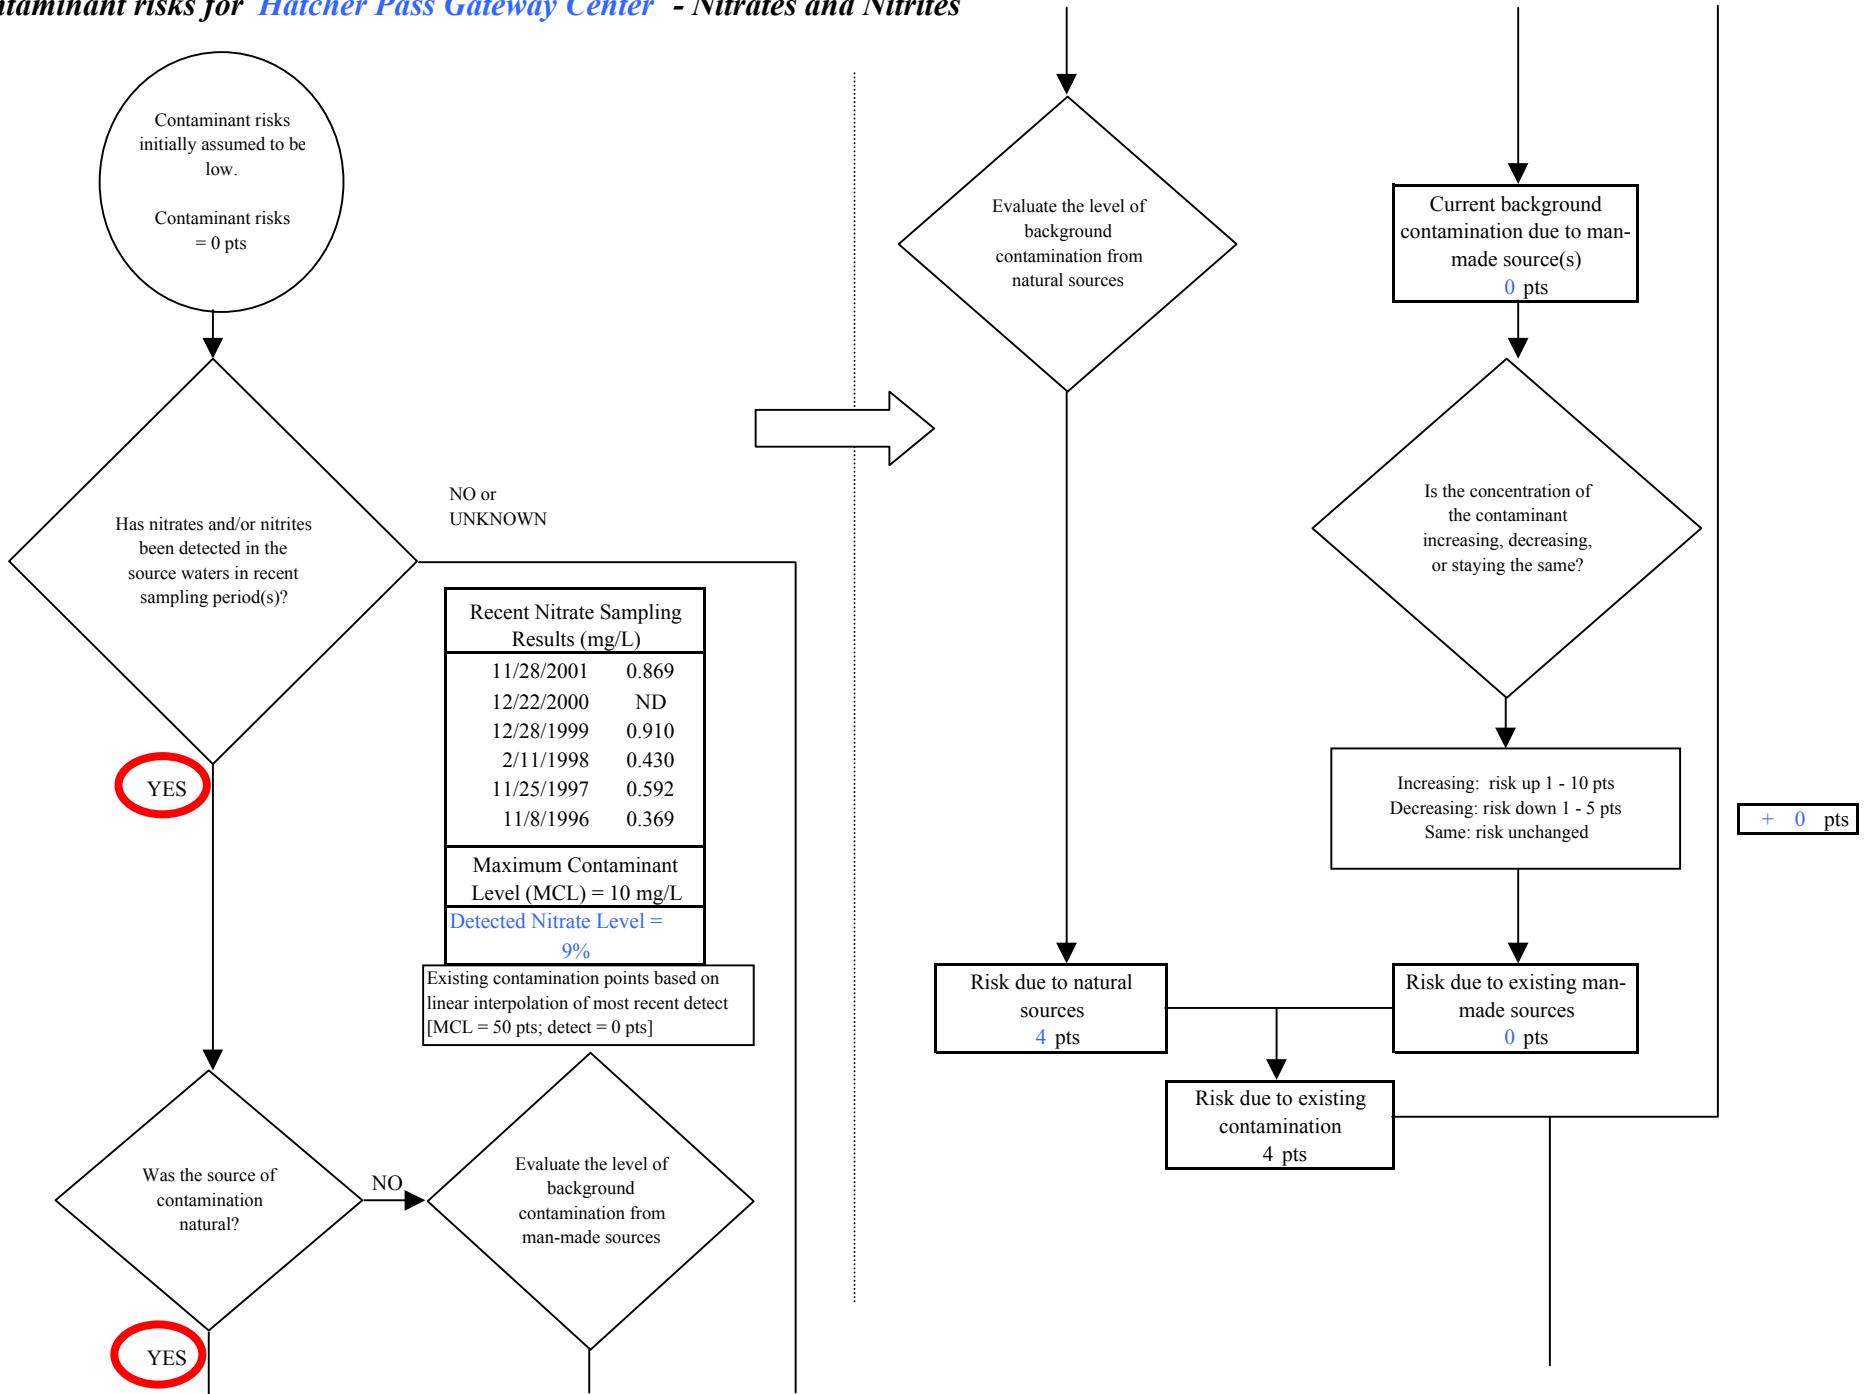 ntaminant risks for Hatcher Pass Gateway Center - Nitrates and Nitrites
Contaminant risks
initially assumed to be
low.
Contaminant risks
= 0 pts
Has nitrates and/or nitrites
been detected in the
source waters in recent
sampling period(s)?
NO or
UNKNOWN
YES
Recent Nitrate Sampling
Results (mg/L)
11/28/2001 0.869
12/22/2000 ND
12/28/1999 0.910
2/11/1998 0.430
11/25/1997 0.592
11/8/1996 0.369
Maximum Contaminant
Level (MCL) = 10 mg/L
Detected Nitrate Level =
9%
Existing contamination points based on
linear interpolation of most recent detect
[MCL = 50 pts; detect = 0 pts]
Was the source of
contamination
natural?
NO
YES
Evaluate the level of
background
contamination from
man-made sources
Evaluate the level of
background
contamination from
natural sources
Current background
contamination due to man-
made source(s)
0 pts
Is the concentration of
the contaminant
increasing, decreasing,
or staying the same?
Increasing: risk up 1 - 10 pts
Decreasing: risk down 1 - 5 pts
Same: risk unchanged
+ 0 pts
Risk due to natural
sources
4 pts
Risk due to existing man-
made sources
0 pts
Risk due to existing
contamination
4 pts